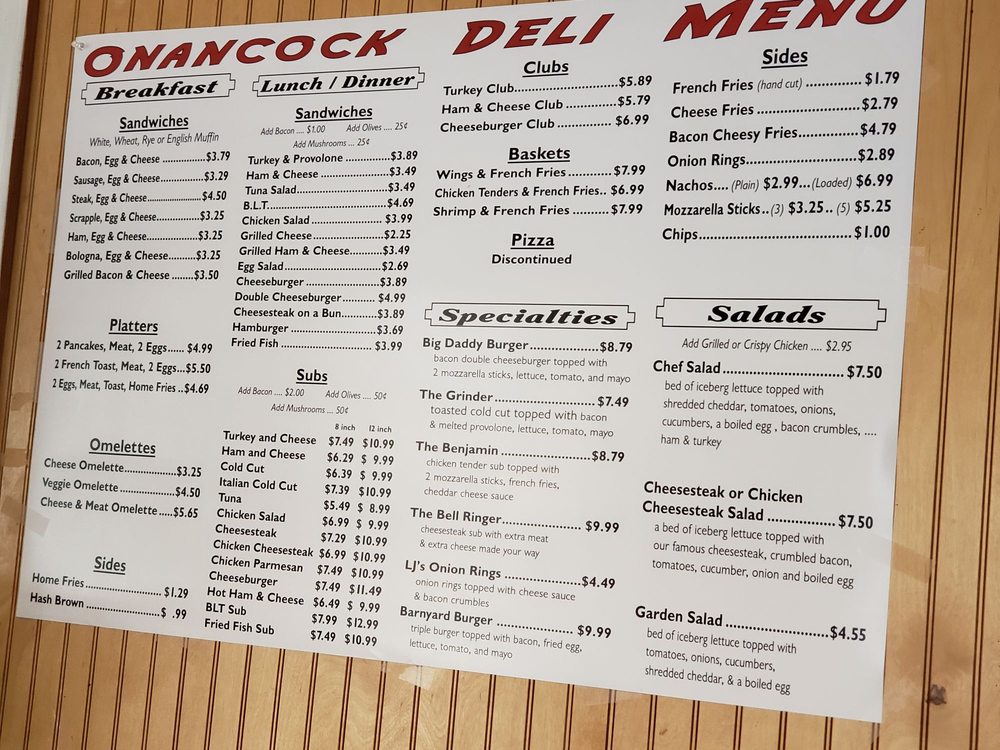 ONANCOCK DELI MENU
Breakfast
Sandwiches
White, Wheat, Rye or English Muffin
Bacon, Egg & Cheese ................$3.79
Sausage, Egg & Cheese................$3.29
Steak, Egg & Cheese................$4.50
Scrapple, Egg & Cheese................$3.25
Ham, Egg & Cheese................$3.25
Bologna, Egg & Cheese.........$3.25
Grilled Bacon & Cheese ........$3.50
Platters
2 Pancakes, Meat, 2 Eggs...... $4.99
2 French Toast, Meat, 2 Eggs...$5.50
2 Eggs, Meat, Toast, Home Fries ..$4.69
Omelettes
Cheese Omelette...................$3.25
Veggie Omelette ...................$4.50
Cheese & Meat Omelette .....$5.65
Sides
Home Fries........................$1.29
Hash Brown ......................$ .99
Lunch / Dinner
Sandwiches
Add Bacon .... $1.00 Add Olives .... 25¢
Add Mushrooms ... 25¢
Turkey & Provolone .............$3.89
Ham & Cheese ......................$3.49
Tuna Salad...........................$3.49
B.L.T....................................$4.69
Chicken Salad ...................... $3.99
Grilled Cheese ......................$2.25
Grilled Ham & Cheese...........$3.49
Egg Salad.............................$2.69
Cheeseburger ......................$3.89
Double Cheeseburger.......... $4.99
Cheesesteak on a Bun...........$3.89
Hamburger ..........................$3.69
Fried Fish ............................ $3.99
Subs
Add Bacon .... $2.00 Add Olives .... 50¢
Add Mushrooms ... 50¢
8 inch 12 inch
Turkey and Cheese $7.49 $10.99
Ham and Cheese $6.29 $ 9.99
Cold Cut $6.39 $ 9.99
Italian Cold Cut $7.39 $10.99
Tuna $5.49 $ 8.99
Chicken Salad $6.99 $ 9.99
Cheesesteak $7.29 $10.99
Chicken Cheesesteak $6.99 $10.99
Chicken Parmesan $7.49 $10.99
Cheeseburger $7.49 $11.49
Hot Ham & Cheese $6.49 $ 9.99
BLT Sub $7.99 $12.99
Fried Fish Sub $7.49 $10.99
Clubs
Turkey Club............................$5.89
Ham & Cheese Club .............$5.79
Cheeseburger Club .............. $6.99
Baskets
Wings & French Fries ............$7.99
Chicken Tenders & French Fries.. $6.99
Shrimp & French Fries ..........$7.99
Pizza
Discontinued
Specialties
Big Daddy Burger..................$8.79
bacon double cheeseburger topped with
2 mozzarella sticks, lettuce, tomato, and mayo
The Grinder........................$7.49
toasted cold cut topped with bacon
& melted provolone, lettuce, tomato, mayo
The Benjamin.......................$8.79
chicken tender sub topped with
2 mozzarella sticks, french fries,
cheddar cheese sauce
The Bell Ringer.................... $9.99
cheesesteak sub with extra meat
& extra cheese made your way
LJ's Onion Rings ..................$4.49
onion rings topped with cheese sauce
& bacon crumbles
Barnyard Burger .................. $9.99
triple burger topped with bacon, fried egg,
lettuce, tomato, and mayo
Sides
French Fries (hand cut) ............. $1.79
Cheese Fries .........................$2.79
Bacon Cheesy Fries...............$4.79
Onion Rings...........................$2.89
Nachos.... (Plain) $2.99...(Loaded) $6.99
Mozzarella Sticks..(3) $3.25.. (5) $5.25
Chips......................................$1.00
Salads
Add Grilled or Crispy Chicken .... $2.95
Chef Salad..........................$7.50
bed of iceberg lettuce topped with
shredded cheddar, tomatoes, onions,
cucumbers, a boiled egg , bacon crumbles, ....
ham & turkey
Cheesesteak or Chicken
Cheesesteak Salad ................$7.50
a bed of iceberg lettuce topped with
our famous cheesesteak, crumbled bacon,
tomatoes, cucumber, onion and boiled egg
Garden Salad.......................$4.55
bed of iceberg lettuce topped with
tomatoes, onions, cucumbers,
shredded cheddar, & a boiled egg